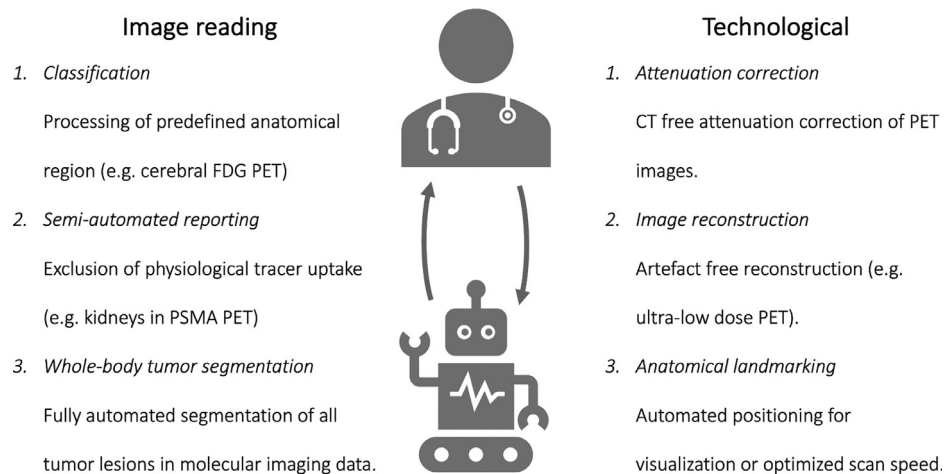 Image reading
1. Classification
Processing of predefined anatomical
region (e.g. cerebral FDG PET)
2. Semi-automated reporting
Exclusion of physiological tracer uptake
(e.g. kidneys in PSMA PET)
3. Whole-body tumor segmentation
Fully automated segmentation of all
tumor lesions in molecular imaging data.
Technological
1. Attenuation correction
CT free attenuation correction of PET
images.
2. Image reconstruction
Artefact free reconstruction (e.g.
ultra-low dose PET).
3. Anatomical landmarking
Automated positioning for
visualization or optimized scan speed.